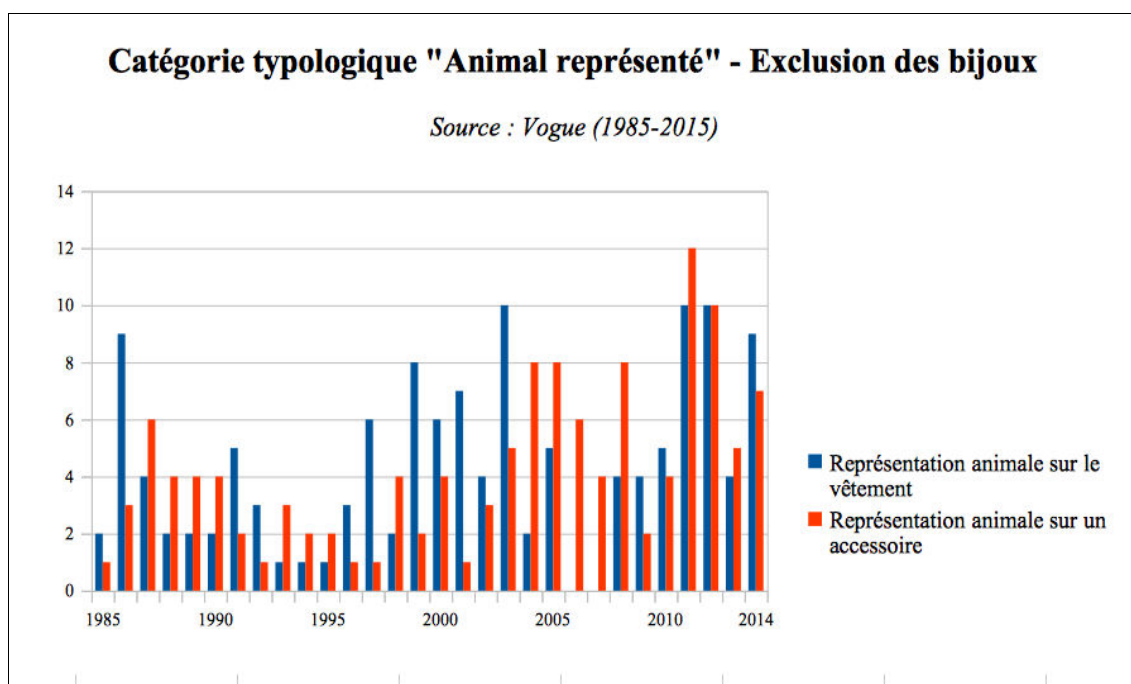 Catégorie typologique "Animal représenté" - Exclusion des bijoux
Source : Vogue (1985-2015)
14
12
10
8
6
4
2
0
1985 1990 1995 2000 2005 2010 2014
Représentation animale sur le
vêtement
Représentation animale sur un
accessoire